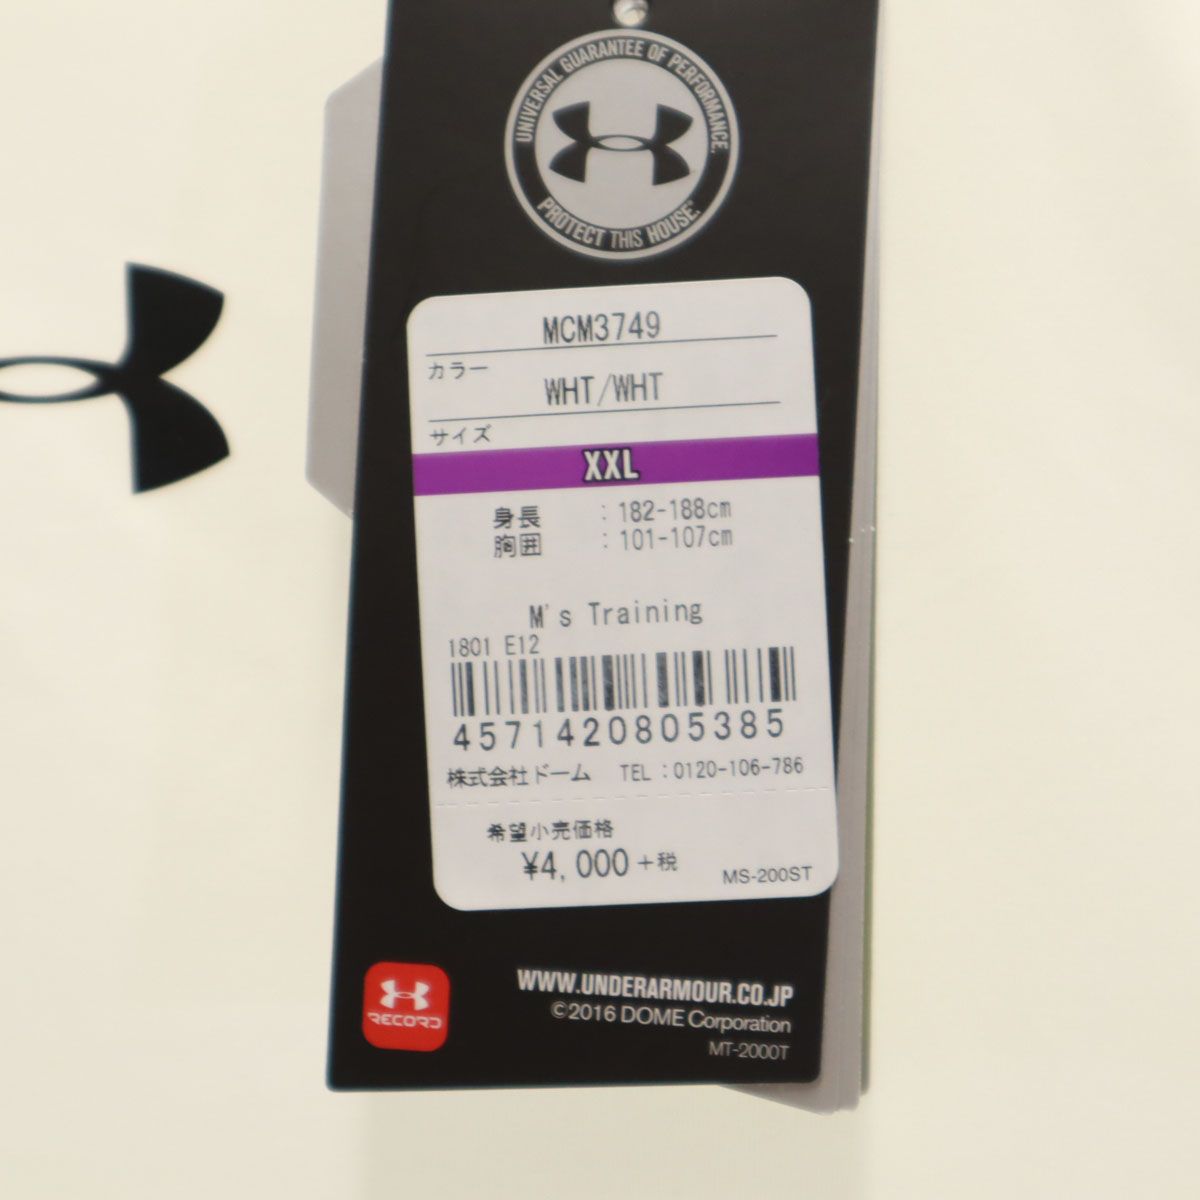 UNIVERSAL GUARANTEE OF PERFORMANCE.
PROTECT THIS HOUSE.®
MCM3749
カラー
WHT/WHT
サイズ
XXL
身長 : 182-188cm
胸囲 : 101-107cm
M's Training
1801 E12
4571420805385
株式会社ドーム TEL:0120-106-786
希望小売価格
¥4,000+税
MS-200ST
RECORD
WWW.UNDERARMOUR.CO.JP
©2016 DOME Corporation
MT-2000T